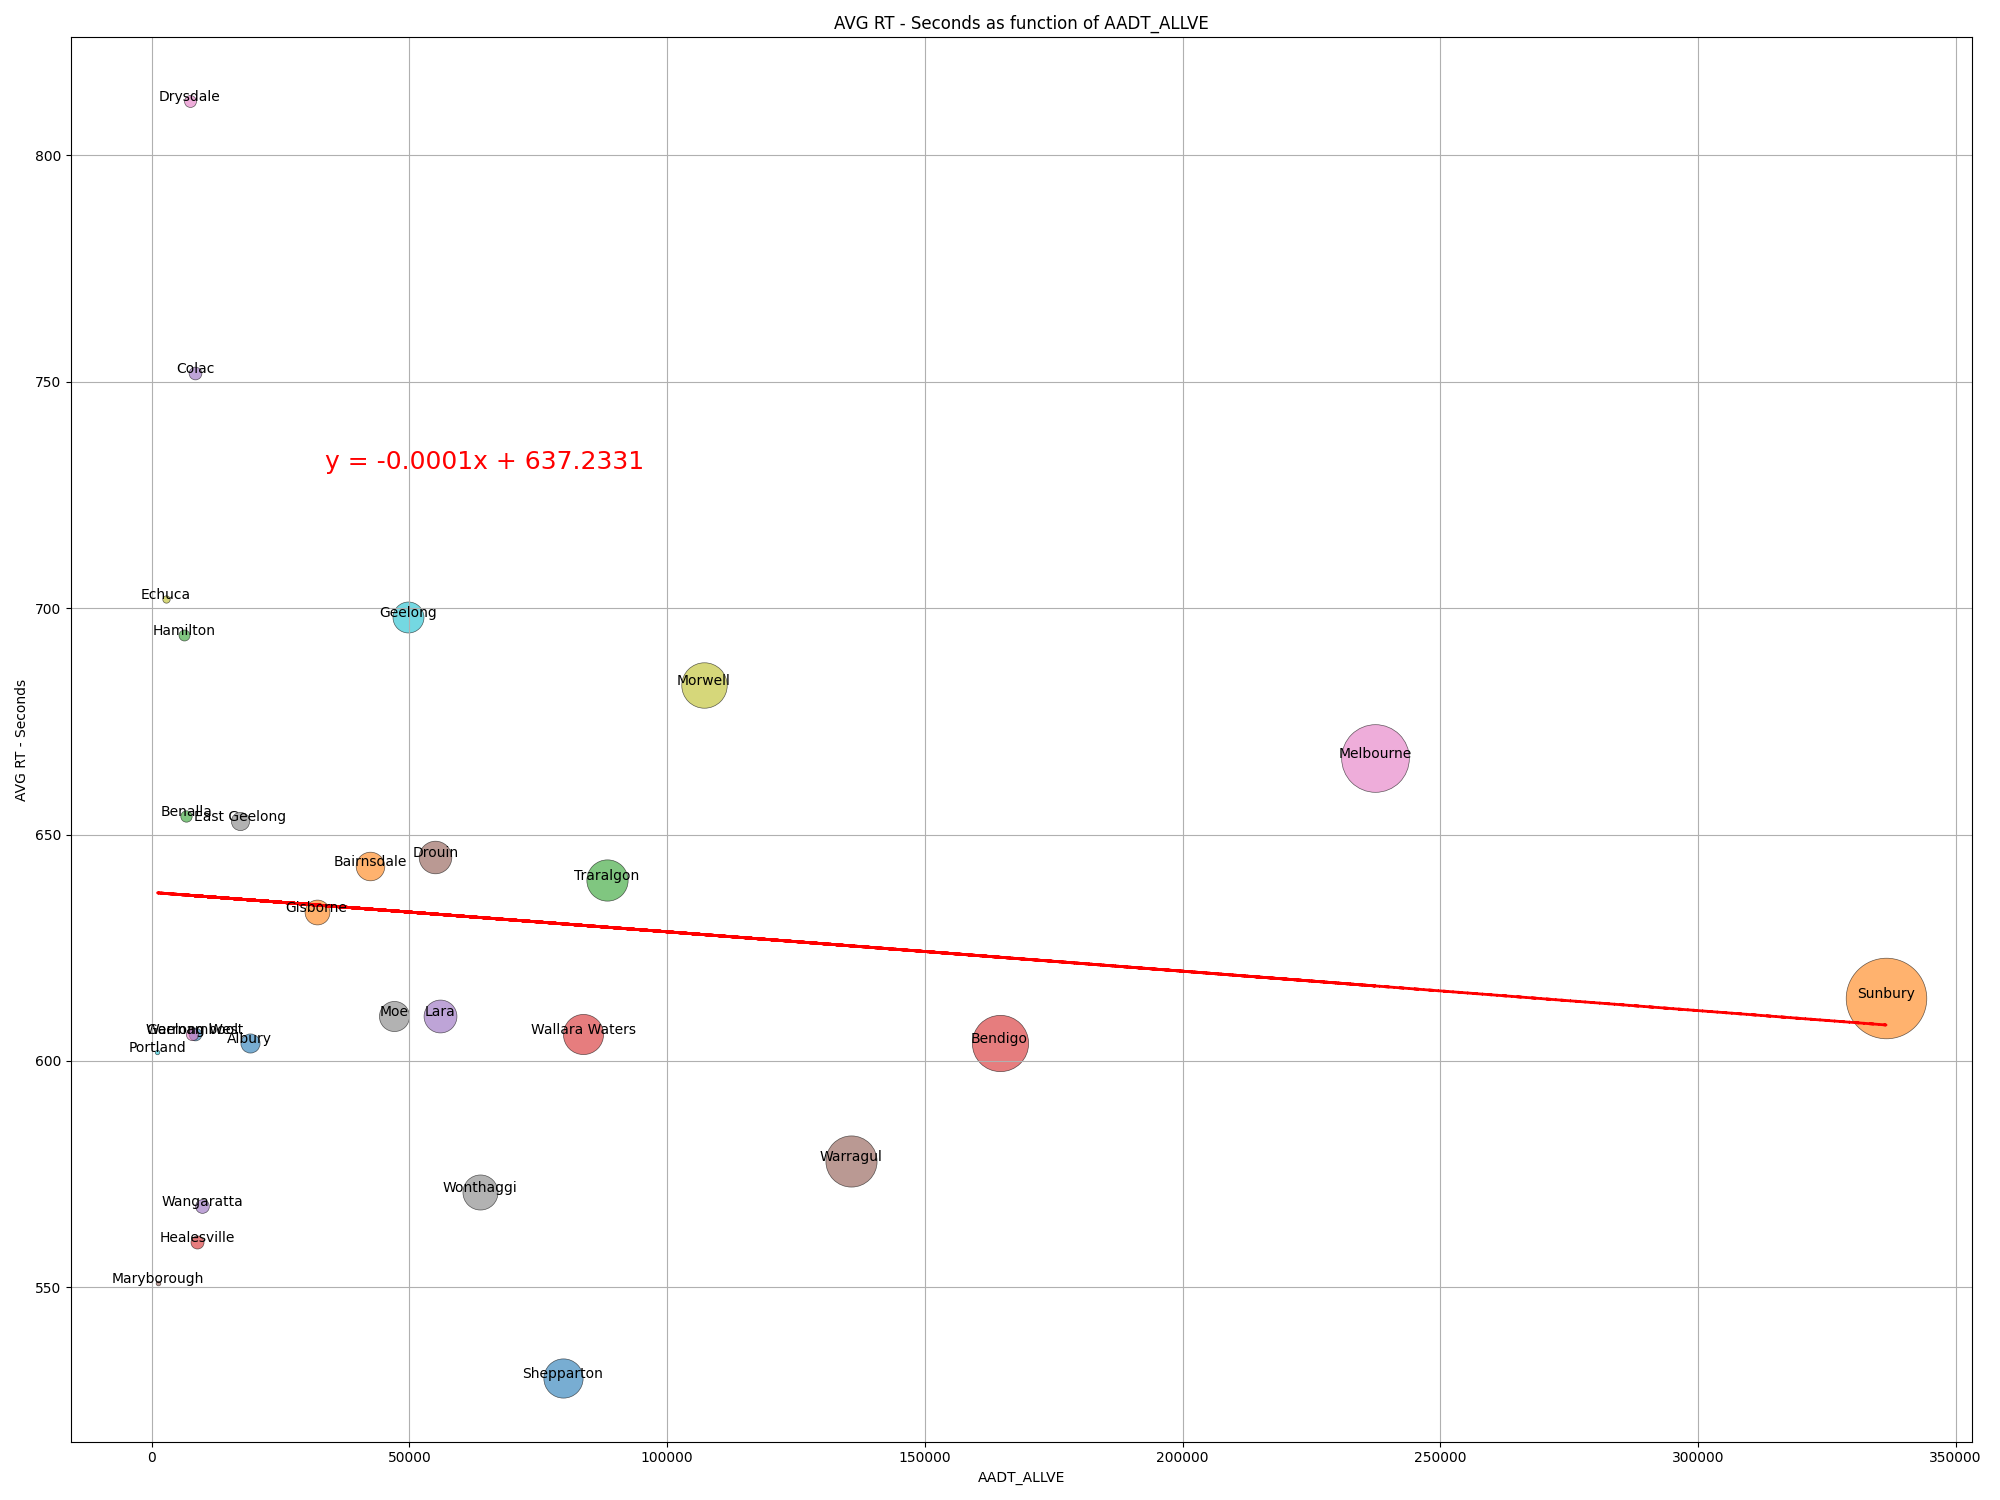 AVG RT - Seconds as function of AADT_ALLVE
Drysdale
800
Colac
750
y = -0.0001x + 637.2331
Echuca
700
Geelong
Hamilton
Morwell
AVG RT - Seconds
Melbourne
Benalla
East Geelong
650
Drouin
Bairnsdale
Traralgon
Gisborne
Sunbury
Moe
Lara
Geelong West
Wallara Waters
Albury
Bendigo
Portland
600
Warragul
Wonthaggi
Wangaratta
Healesville
Maryborough
550
Shepparton
0 50000 100000 150000 200000 250000 300000 350000
AADT_ALLVE